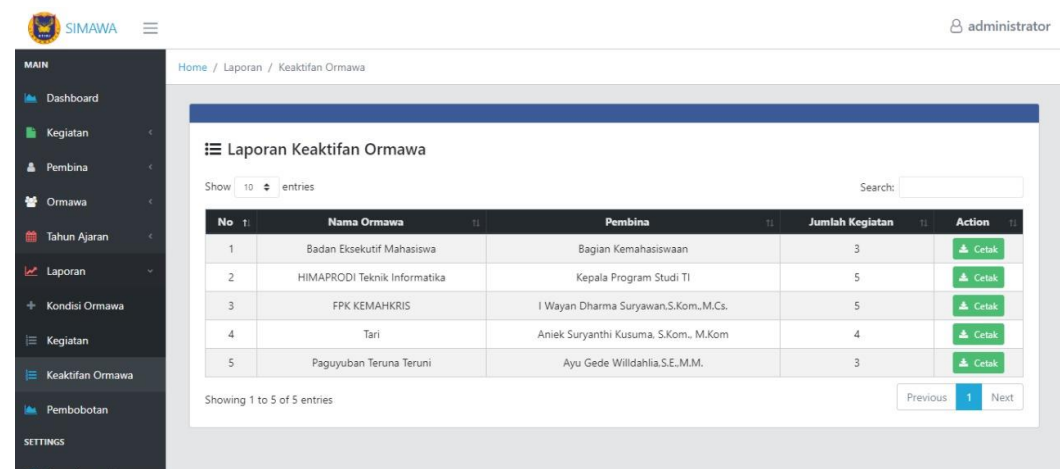 SIMAWA
administrator
MAIN
Home / Laporan / Keaktifan Ormawa
Dashboard
Kegiatan
Pembina
Ormawa
Tahun Ajaran
Laporan
Kondisi Ormawa
Kegiatan
Keaktifan Ormawa
Pembobotan
SETTINGS
Laporan Keaktifan Ormawa
Show 10 entries
Search:
No Nama Ormawa Pembina Jumlah Kegiatan Action
1 Badan Eksekutif Mahasiswa Bagian Kemahasiswaan 3 Cetak
2 HIMAPRODI Teknik Informatika Kepala Program Studi TI 5 Cetak
3 FPK KEMAHKRIS I Wayan Dharma Suryawan,S.Kom.,M.Cs. 5 Cetak
4 Tari Aniek Suryanthi Kusuma, S.Kom., M.Kom 4 Cetak
5 Paguyuban Teruna Teruni Ayu Gede Willdahlia,S.E.,M.M. 3 Cetak
Showing 1 to 5 of 5 entries
Previous 1 Next